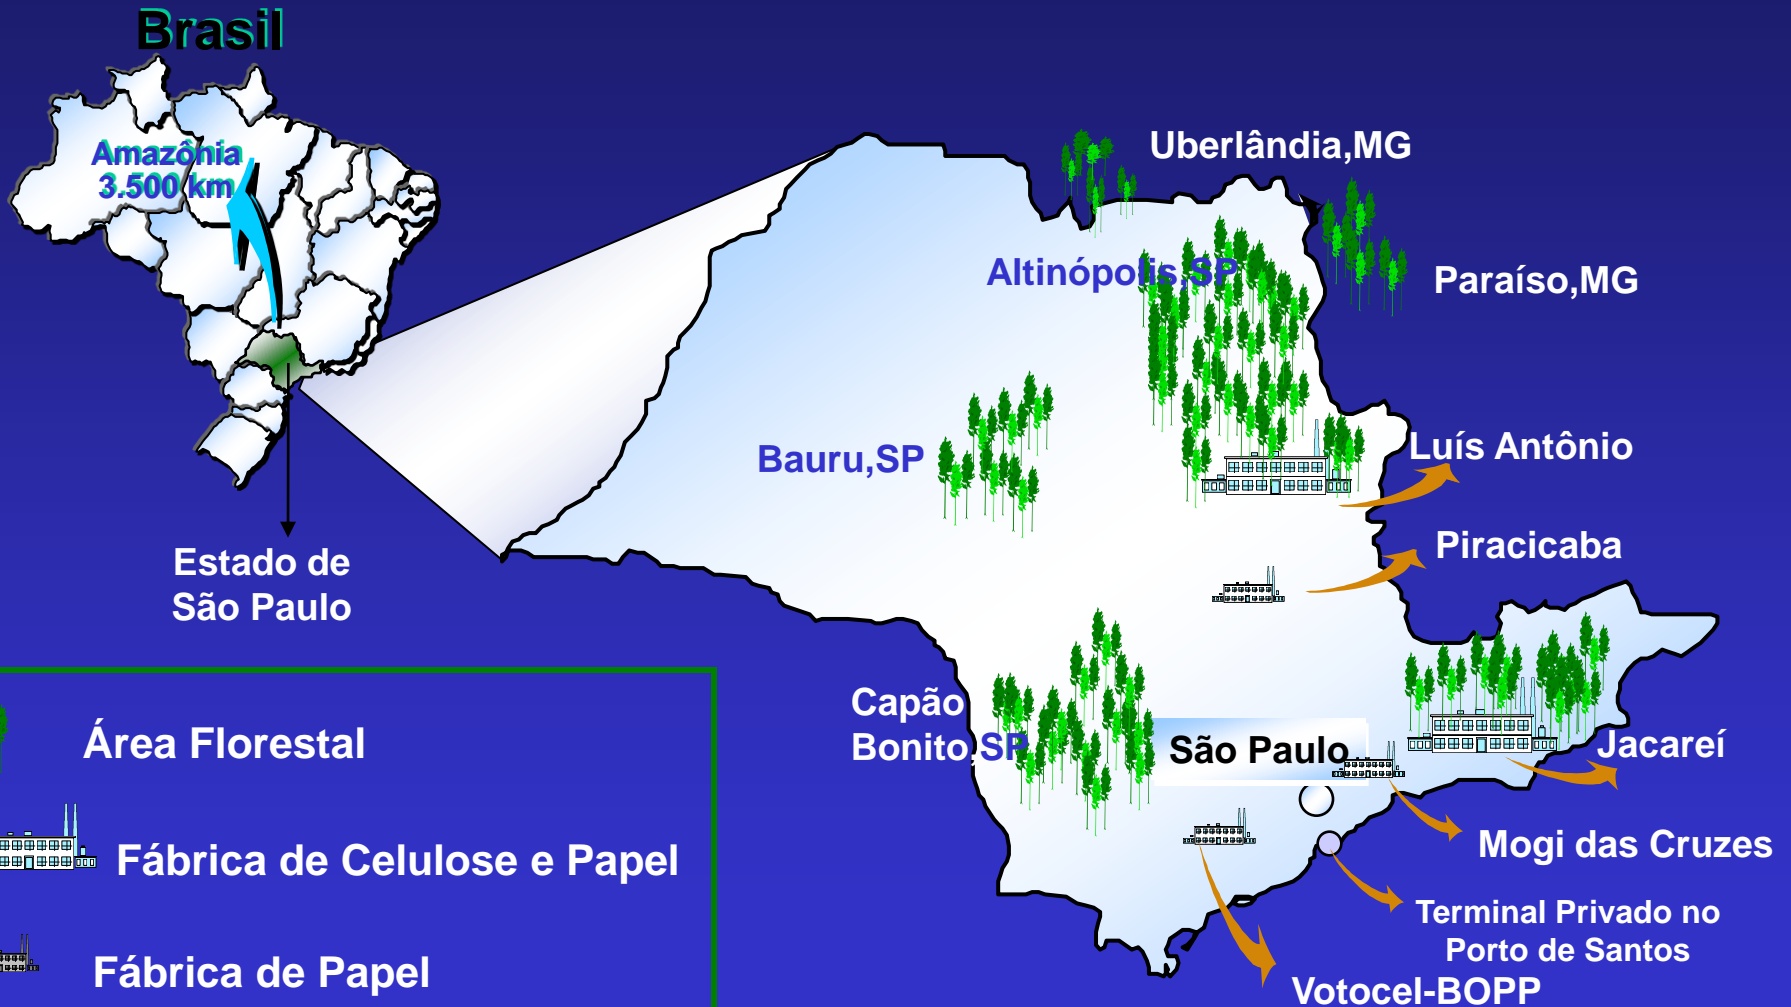 Brasil
Amazônia
3.500 km
Estado de
São Paulo
Uberlândia,MG
Altinópolis,SP
Paraíso,MG
Bauru,SP
Luís Antônio
Piracicaba
Capão
Bonito,SP
São Paulo
Jacareí
Mogi das Cruzes
Terminal Privado no
Porto de Santos
Votocel-BOPP
Área Florestal
Fábrica de Celulose e Papel
Fábrica de Papel